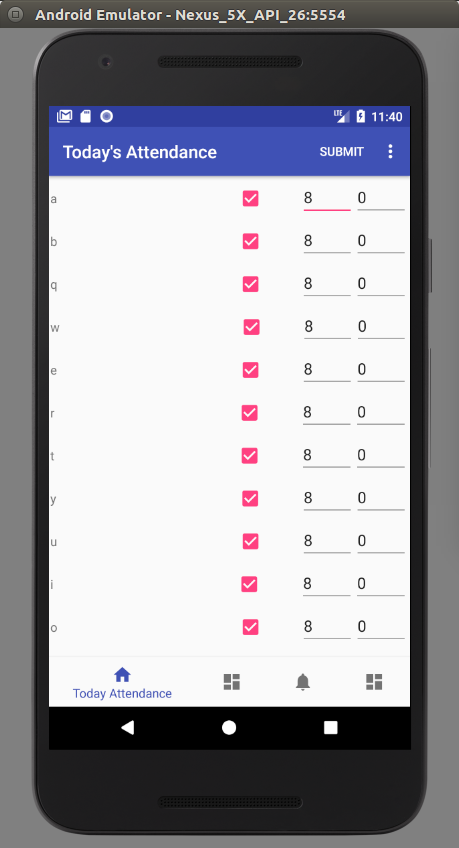 Android Emulator - Nexus_5X_API_26:5554
LTE 11:40
Today's Attendance SUBMIT
a 8 0
b 8 0
q 8 0
w 8 0
e 8 0
r 8 0
t 8 0
y 8 0
u 8 0
i 8 0
o 8 0
Today Attendance